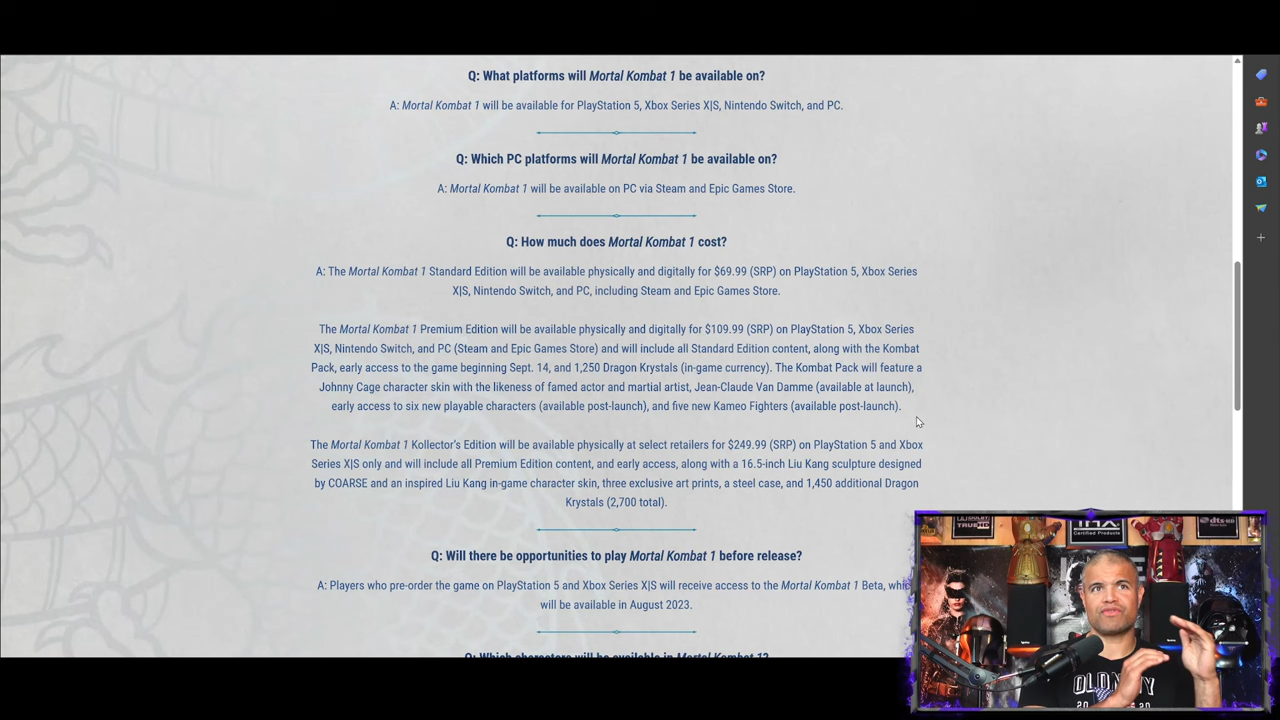 Q: What platforms will Mortal Kombat 1 be available on?
A: Mortal Kombat 1 will be available for PlayStation 5, Xbox Series X|S, Nintendo Switch, and PC.
Q: Which PC platforms will Mortal Kombat 1 be available on?
A: Mortal Kombat 1 will be available on PC via Steam and Epic Games Store.
Q: How much does Mortal Kombat 1 cost?
A: The Mortal Kombat 1 Standard Edition will be available physically and digitally for $69.99 (SRP) on PlayStation 5, Xbox Series
X|S, Nintendo Switch, and PC, including Steam and Epic Games Store.
The Mortal Kombat 1 Premium Edition will be available physically and digitally for $109.99 (SRP) on PlayStation 5, Xbox Series
X|S, Nintendo Switch, and PC (Steam and Epic Games Store) and will include all Standard Edition content, along with the Kombat
Pack, early access to the game beginning Sept. 14, and 1,250 Dragon Krystals (in-game currency). The Kombat Pack will feature a
Johnny Cage character skin with the likeness of famed actor and martial artist, Jean-Claude Van Damme (available at launch),
early access to six new playable characters (available post-launch), and five new Kameo Fighters (available post-launch).
The Mortal Kombat 1 Kollector's Edition will be available physically at select retailers for $249.99 (SRP) on PlayStation 5 and Xbox
Series X|S only and will include all Premium Edition content, and early access, along with a 16.5-inch Liu Kang sculpture designed
by COARSE and an inspired Liu Kang in-game character skin, three exclusive art prints, a steel case, and 1,450 additional Dragon
Krystals (2,700 total).
Q: Will there be opportunities to play Mortal Kombat 1 before release?
A: Players who pre-order the game on PlayStation 5 and Xbox Series X|S will receive access to the Mortal Kombat 1 Beta,
will be available in August 2023.
Q: Which characters will be available in Mortal Kombat 1?
TRUEHD
THX
Certified Products
dts-HD